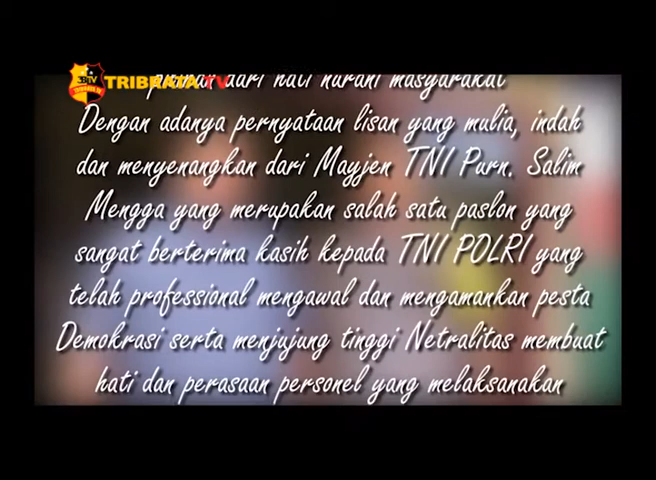 TRIBRATA TV
pilihan dari hati nurani masyarakat
Dengan adanya pernyataan lisan yang mulia, indah
dan menyenangkan dari Mayjen TNI Purn. Salim
Mengga yang merupakan salah satu paslon yang
sangat berterima kasih kepada TNI POLRI yang
telah professional mengawal dan mengamankan pesta
Demokrasi serta menjujung tinggi Netralitas membuat
hati dan perasaan personel yang melaksanakan